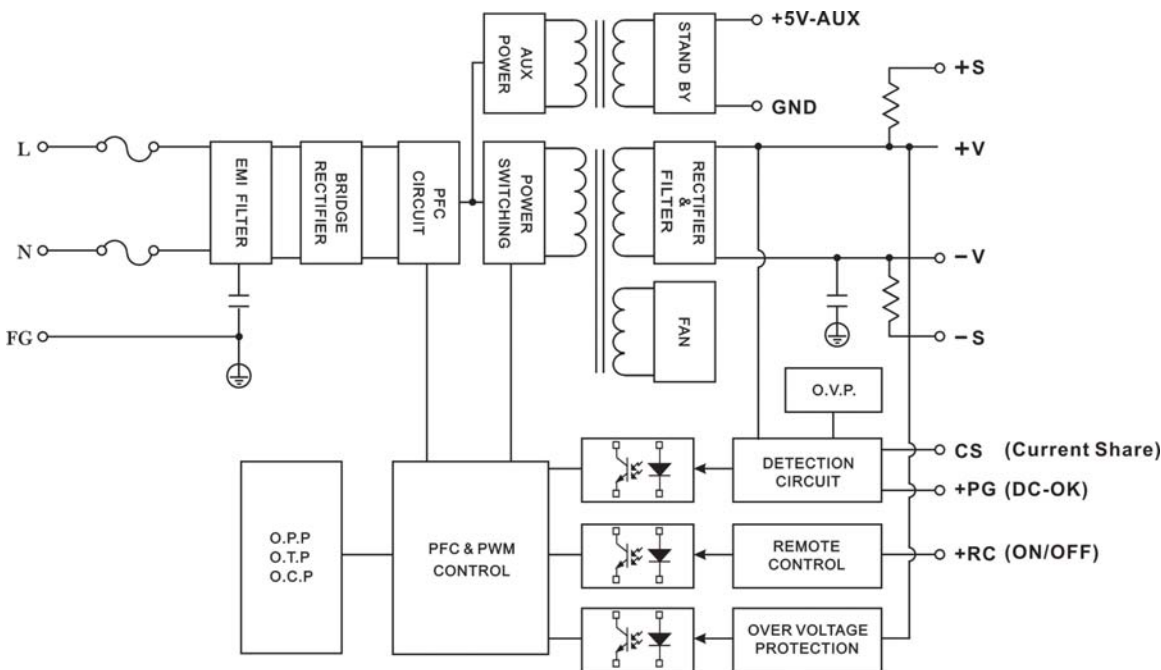 AUX
POWER
STAND BY
+5V-AUX
GND
+S
L
EMI FILTER
BRIDGE
RECTIFIER
PFC
CIRCUIT
POWER
SWITCHING
RECTIFIER
&
FILTER
+V
N
-V
FG
FAN
-S
O.V.P.
DETECTION
CIRCUIT
CS (Current Share)
+PG (DC-OK)
O.P.P
O.T.P
O.C.P
PFC & PWM
CONTROL
REMOTE
CONTROL
+RC (ON/OFF)
OVER VOLTAGE
PROTECTION